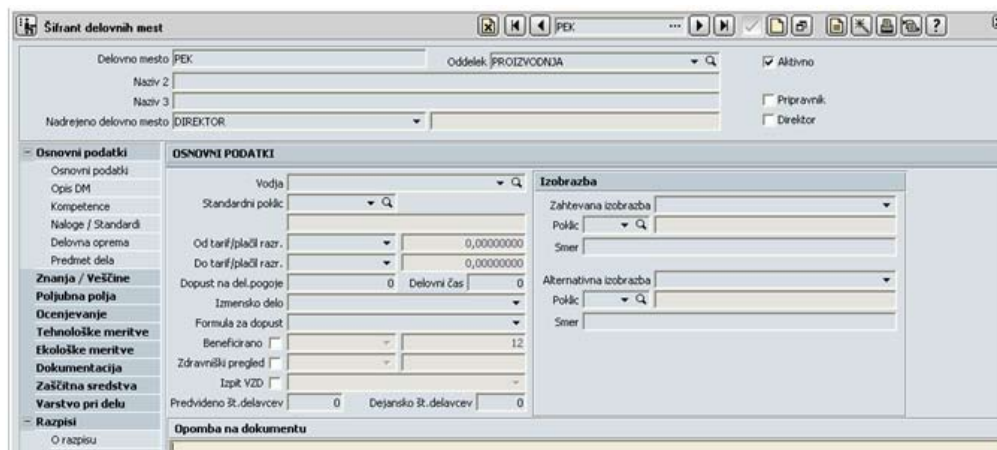 Šifrant delovnih mest
PEK
Delovno mesto PEK
Oddelek PROIZVODNJA
Aktivno
Naziv 2
Naziv 3
Pripravnik
Nadrejeno delovno mesto DIREKTOR
Direktor
Osnovni podatki
Osnovni podatki
Opis DM
Kompetence
Naloge / Standardi
Delovna oprema
Predmet dela
Znanja / Veščine
Poljubna polja
Ocenjevanje
Tehnološke meritve
Ekološke meritve
Dokumentacija
Zaščitna sredstva
Varstvo pri delu
Razpisi
O razpisu
OSNOVNI PODATKI
Vodja
Standardni poklic
Od tarif/plačil razr. 0,00000000
Do tarif/plačil razr. 0,00000000
Dopust na del.pogoje 0 Delovni čas 0
Izmensko delo
Formula za dopust
Beneficirano 12
Zdravniški pregled
Izpit VZD
Predvideno št.delavcev 0 Dejansko št.delavcev 0
Izobrazba
Zahtevana izobrazba
Poklic
Smer
Alternativna izobrazba
Poklic
Smer
Opomba na dokumentu